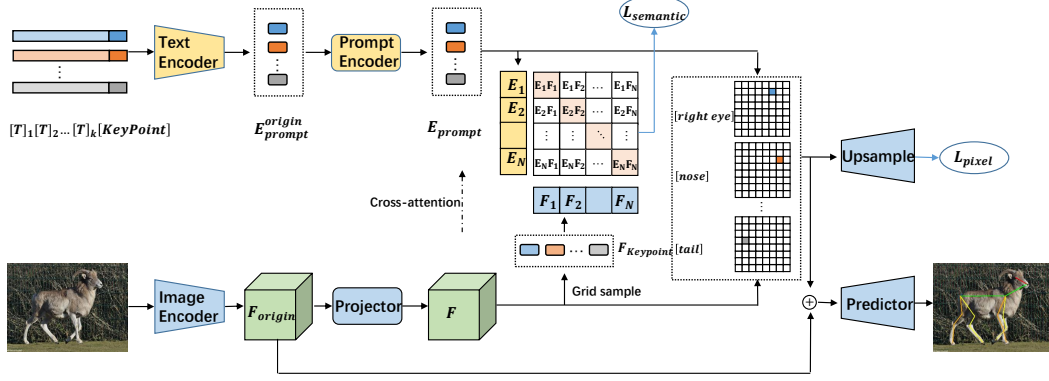 L_semantic
Text
Encoder
Prompt
Encoder
E_1
E_2
E_N
E_1F_1 E_1F_2 ... E_1F_N
E_2F_1 E_2F_2 ... E_2F_N
⋮ ⋮ ⋱ ⋮
E_NF_1 E_NF_2 ... E_NF_N
[T]_1[T]_2...[T]_k[KeyPoint]
E_prompt^origin
E_prompt
[right eye]
[nose]
[tail]
Upsample
L_pixel
Cross-attention
F_1 F_2 F_N
F_Keypoint
Grid sample
Image
Encoder
F_origin
Projector
F
+
Predictor